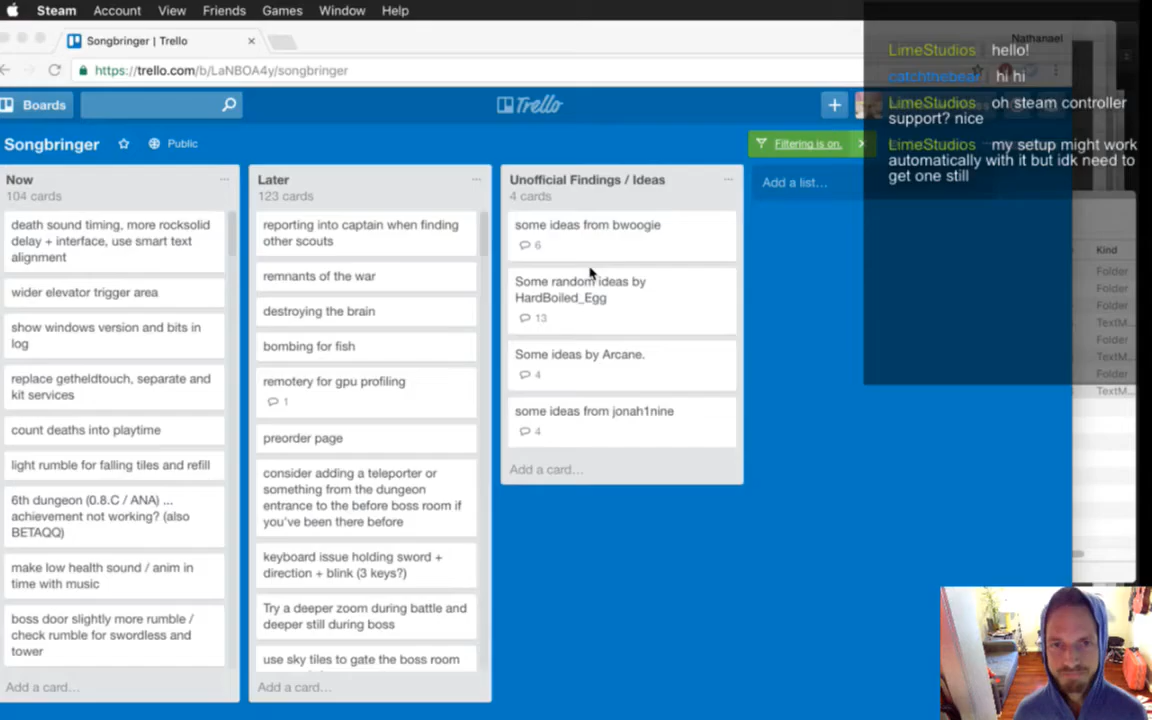 Steam Account View Friends Games Window Help
Songbringer | Trello
Nathanael
https://trello.com/b/LaNBOA4y/songbringer
Boards
Trello
Songbringer
Public
Filtering is on.
LimeStudios hello!
catchthebear hi hi
LimeStudios oh steam controller
support? nice
LimeStudios my setup might work
automatically with it but idk need to
get one still
Now
104 cards
death sound timing, more rocksolid
delay + interface, use smart text
alignment
wider elevator trigger area
show windows version and bits in
log
replace getheldtouch, separate and
kit services
count deaths into playtime
light rumble for falling tiles and refill
6th dungeon (0.8.C / ANA) ...
achievement not working? (also
BETAQQ)
make low health sound / anim in
time with music
boss door slightly more rumble /
check rumble for swordless and
tower
Add a card...
Later
123 cards
reporting into captain when finding
other scouts
remnants of the war
destroying the brain
bombing for fish
remotery for gpu profiling
1
preorder page
consider adding a teleporter or
something from the dungeon
entrance to the before boss room if
you've been there before
keyboard issue holding sword +
direction + blink (3 keys?)
Try a deeper zoom during battle and
deeper still during boss
use sky tiles to gate the boss room
Add a card...
Unofficial Findings / Ideas
4 cards
some ideas from bwoogie
6
Some random ideas by
HardBoiled_Egg
13
Some ideas by Arcane.
4
some ideas from jonah1nine
4
Add a card...
Add a list...
Kind
Folder
Folder
Folder
TextM...
Folder
TextM...
Folder
TextM...